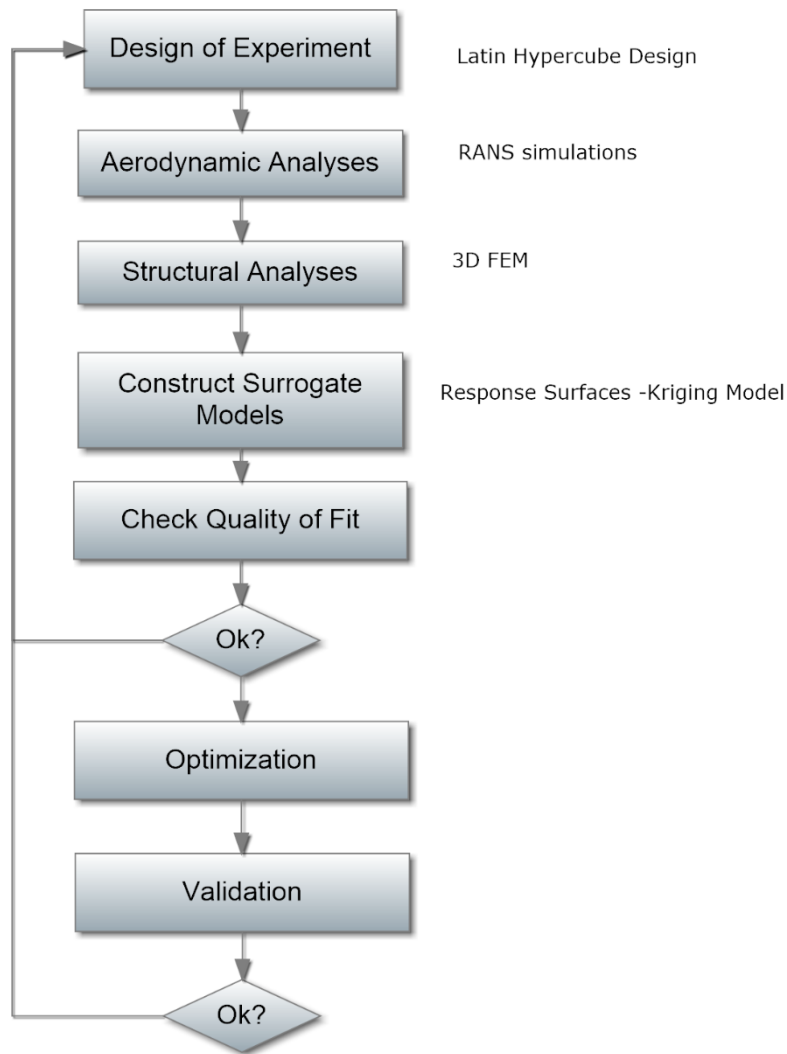 Design of Experiment
Latin Hypercube Design
Aerodynamic Analyses
RANS simulations
Structural Analyses
3D FEM
Construct Surrogate
Models
Response Surfaces -Kriging Model
Check Quality of Fit
Ok?
Optimization
Validation
Ok?